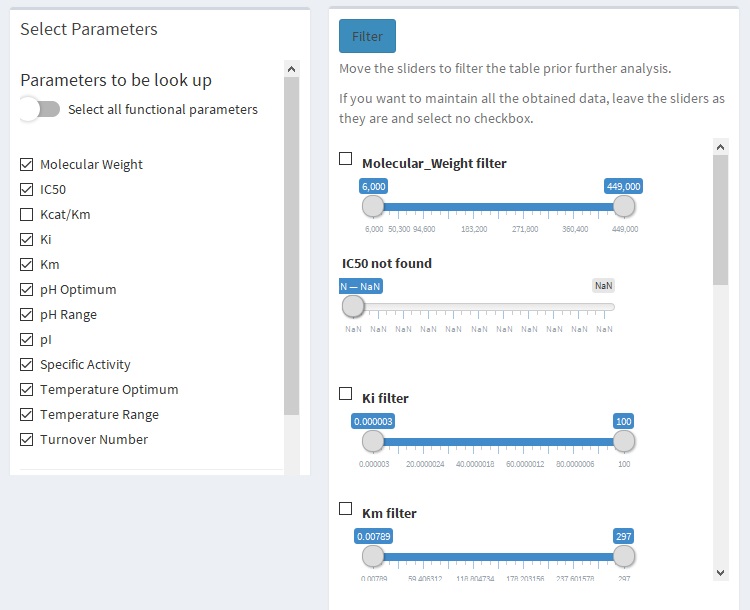 Select Parameters
Parameters to be look up
Select all functional parameters
Molecular Weight
IC50
Kcat/Km
Ki
Km
pH Optimum
pH Range
pI
Specific Activity
Temperature Optimum
Temperature Range
Turnover Number
Filter
Move the sliders to filter the table prior further analysis.
If you want to maintain all the obtained data, leave the sliders as
they are and select no checkbox.
Molecular_Weight filter
6,000 449,000
6,000 50,300 94,600 183,200 271,800 360,400 449,000
IC50 not found
N — NaN NaN
NaN NaN NaN NaN NaN NaN NaN NaN NaN NaN NaN
Ki filter
0.000003 100
0.000003 20.0000024 40.0000018 60.0000012 80.0000006 100
Km filter
0.00789 297
0.00789 59.406312 118.804734 178.203156 237.601578 297